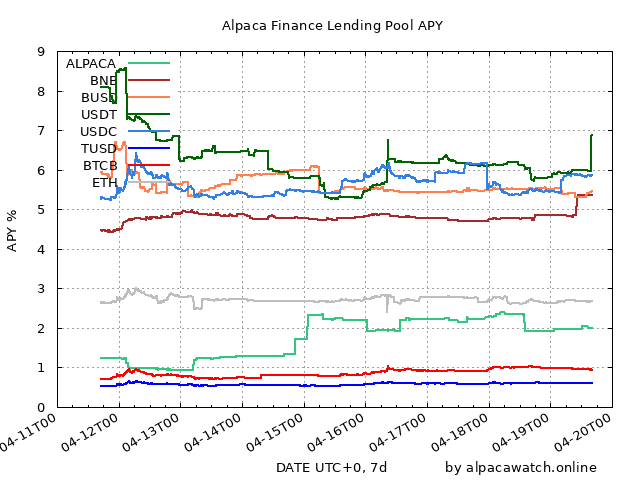 Alpaca Finance Lending Pool APY
9
8
7
6
5
4
3
2
1
0
APY %
ALPACA
BNB
BUSD
USDT
USDC
TUSD
BTCB
ETH
04-11T00
04-12T00
04-13T00
04-14T00
04-15T00
04-16T00
04-17T00
04-18T00
04-19T00
04-20T00
DATE UTC+0, 7d
by alpacawatch.online